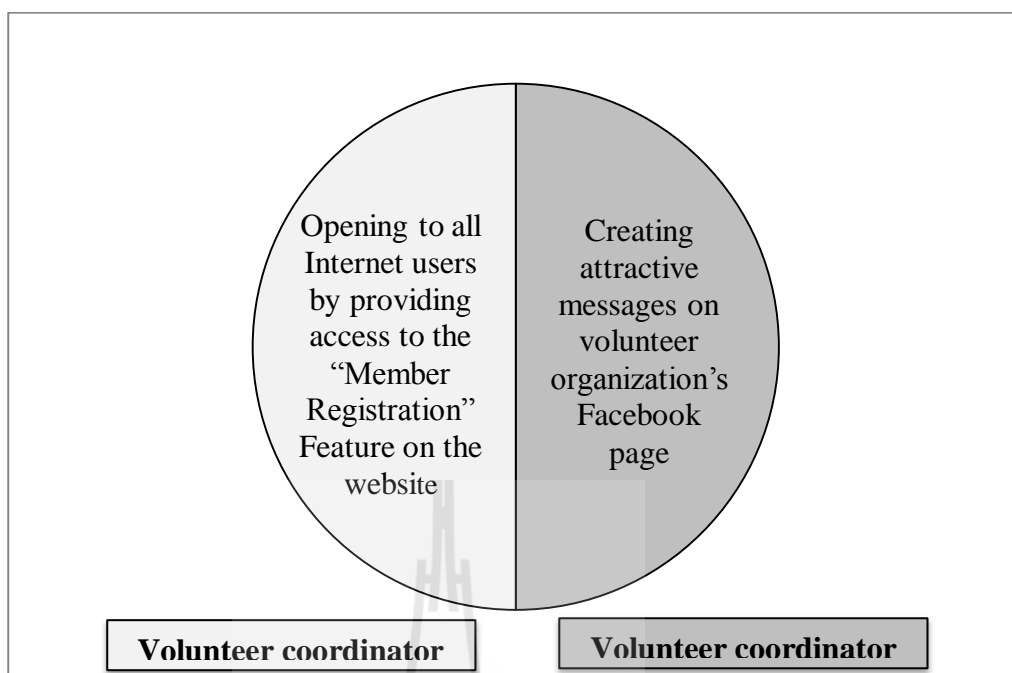 Opening to all
Internet users
by providing
access to the
“Member
Registration”
Feature on the
website
Creating
attractive
messages on
volunteer
organization’s
Facebook
page
Volunteer coordinator
Volunteer coordinator